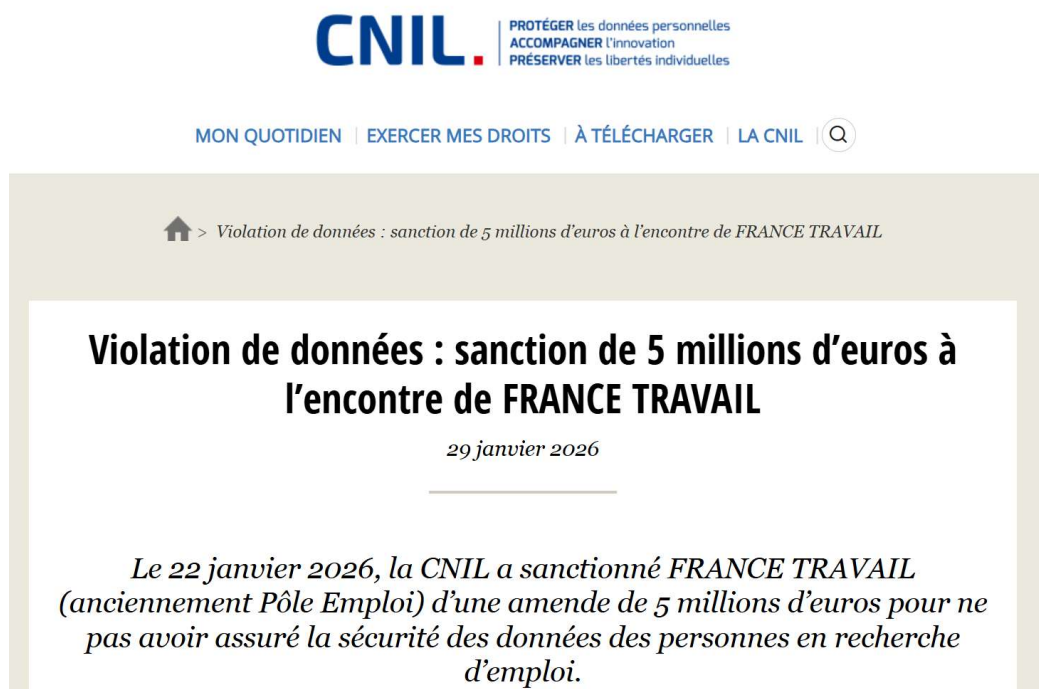 CNIL.
PROTÉGER les données personnelles
ACCOMPAGNER l'innovation
PRÉSERVER les libertés individuelles
MON QUOTIDIEN | EXERCER MES DROITS | À TÉLÉCHARGER | LA CNIL |
> Violation de données : sanction de 5 millions d'euros à l'encontre de FRANCE TRAVAIL
Violation de données : sanction de 5 millions d’euros à
l’encontre de FRANCE TRAVAIL
29 janvier 2026
Le 22 janvier 2026, la CNIL a sanctionné FRANCE TRAVAIL
(anciennement Pôle Emploi) d’une amende de 5 millions d’euros pour ne
pas avoir assuré la sécurité des données des personnes en recherche
d’emploi.